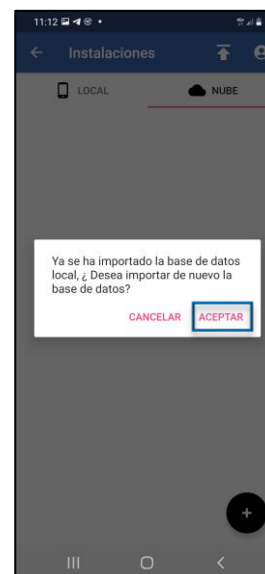 11:12
Instalaciones
LOCAL
NUBE
Ya se ha importado la base de datos
local, ¿ Desea importar de nuevo la
base de datos?
CANCELAR
ACEPTAR